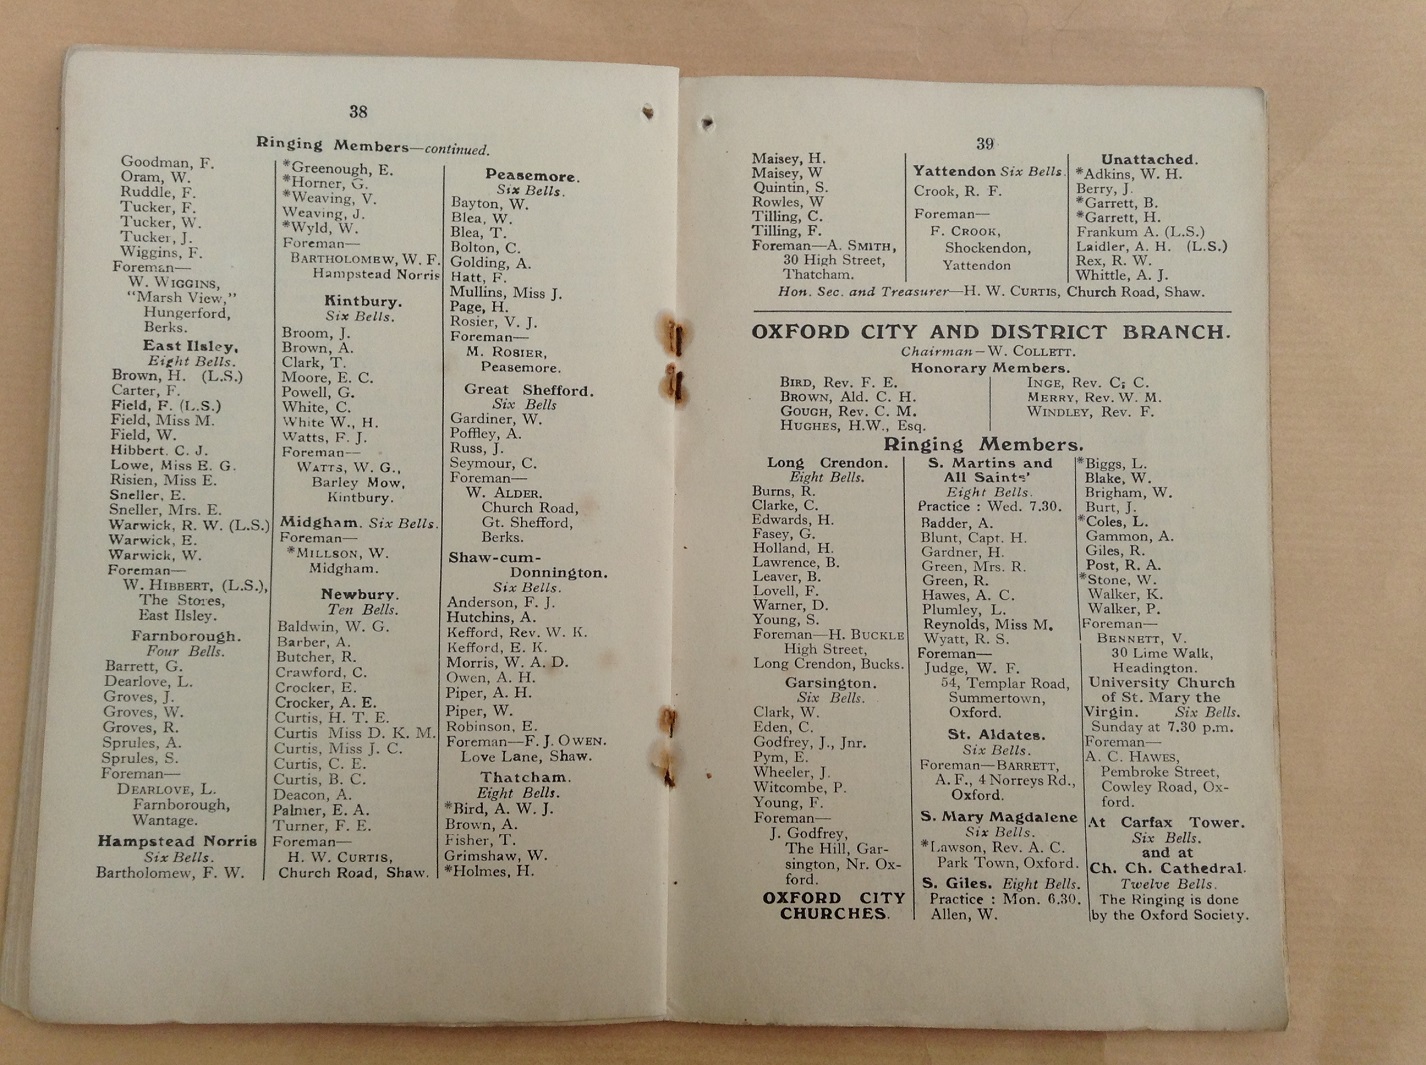 38
Ringing Members—continued.
Goodman, F.
Oram, W.
Ruddle, F.
Tucker, F.
Tucker, W.
Tucker, J.
Wiggins, F.
Foreman—
W. WIGGINS,
"Marsh View,"
Hungerford,
Berks.
East Ilsley,
Eight Bells.
Brown, H. (L.S.)
Carter, F.
Field, F. (L.S.)
Field, Miss M.
Field, W.
Hibbert. C. J.
Lowe, Miss E. G.
Risien, Miss E.
Sneller, E.
Sneller, Mrs. E.
Warwick, R. W. (L.S.)
Warwick, E.
Warwick, W.
Foreman—
W. HIBBERT, (L.S.),
The Stores,
East Ilsley.
Farnborough.
Four Bells.
Barrett, G.
Dearlove, L.
Groves, J.
Groves, W.
Groves, R.
Sprules, A.
Sprules, S.
Foreman—
DEARLOVE, L.
Farnborough,
Wantage.
Hampstead Norris
Six Bells.
Bartholomew, F. W.
*Greenough, E.
*Horner, G.
*Weaving, V.
Weaving, J.
*Wyld, W.
Foreman—
BARTHOLOMEW, W. F.
Hampstead Norris
Kintbury.
Six Bells.
Broom, J.
Brown, A.
Clark, T.
Moore, E. C.
Powell, G.
White, C.
White W., H.
Watts, F. J.
Foreman—
WATTS, W. G.,
Barley Mow,
Kintbury.
Midgham. Six Bells.
Foreman—
*MILLSON, W.
Midgham.
Newbury.
Ten Bells.
Baldwin, W. G.
Barber, A.
Butcher, R.
Crawford, C.
Crocker, E.
Crocker, A. E.
Curtis, H. T. E.
Curtis Miss D. K. M.
Curtis, Miss J. C.
Curtis, C. E.
Curtis, B. C.
Deacon, A.
Palmer, E. A.
Turner, F. E.
Foreman—
H. W. CURTIS,
Church Road, Shaw.
Peasemore.
Six Bells.
Bayton, W.
Blea, W.
Blea, T.
Bolton, C.
Golding, A.
Hatt, F.
Mullins, Miss J.
Page, H.
Rosier, V. J.
Foreman—
M. ROSIER,
Peasemore.
Great Shefford.
Six Bells
Gardiner, W.
Poffley, A.
Russ, J.
Seymour, C.
Foreman—
W. ALDER.
Church Road,
Gt. Shefford,
Berks.
Shaw-cum-
Donnington.
Six Bells.
Anderson, F. J.
Hutchins, A.
Kefford, Rev. W. K.
Kefford, E. K.
Morris, W. A. D.
Owen, A. H.
Piper, A. H.
Piper, W.
Robinson, E.
Foreman—F. J. OWEN.
Love Lane, Shaw.
Thatcham.
Eight Bells.
*Bird, A. W. J.
Brown, A.
Fisher, T.
Grimshaw, W.
*Holmes, H.
39
Maisey, H.
Maisey, W
Quintin, S.
Rowles, W
Tilling, C.
Tilling, F.
Foreman—A. SMITH,
30 High Street,
Thatcham.
Yattendon Six Bells.
Crook, R. F.
Foreman—
F. CROOK,
Shockendon,
Yattendon
Unattached.
*Adkins, W. H.
Berry, J.
*Garrett, B.
*Garrett, H.
Frankum A. (L.S.)
Laidler, A. H. (L.S.)
Rex, R. W.
Whittle, A. J.
Hon. Sec. and Treasurer—H. W. CURTIS, Church Road, Shaw.
OXFORD CITY AND DISTRICT BRANCH.
Chairman—W. COLLETT.
Honorary Members.
BIRD, Rev. F. E.
BROWN, Ald. C. H.
GOUGH, Rev. C. M.
HUGHES, H.W., Esq.
INGE, Rev. C; C.
MERRY, Rev. W. M.
WINDLEY, Rev. F.
Ringing Members.
Long Crendon.
Eight Bells.
Burns, R.
Clarke, C.
Edwards, H.
Fasey, G.
Holland, H.
Lawrence, B.
Leaver, B.
Lovell, F.
Warner, D.
Young, S.
Foreman—H. BUCKLE
High Street,
Long Crendon, Bucks.
Garsington.
Six Bells.
Clark, W.
Eden, C.
Godfrey, J., Jnr.
Pym, E.
Wheeler, J.
Witcombe, P.
Young, F.
Foreman—
J. Godfrey,
The Hill, Gar-
sington, Nr. Ox-
ford.
OXFORD CITY
CHURCHES.
S. Martins and
All Saints'
Eight Bells.
Practice : Wed. 7.30.
Badder, A.
Blunt, Capt. H.
Gardner, H.
Green, Mrs. R.
Green, R.
Hawes, A. C.
Plumley, L.
Reynolds, Miss M.
Wyatt, R. S.
Foreman—
Judge, W. F.
54, Templar Road,
Summertown,
Oxford.
St. Aldates.
Six Bells.
Foreman—BARRETT,
A. F., 4 Norreys Rd.,
Oxford.
S. Mary Magdalene
Six Bells.
*Lawson, Rev. A. C.
Park Town, Oxford.
S. Giles. Eight Bells.
Practice : Mon. 6.30.
Allen, W.
*Biggs, L.
Blake, W.
Brigham, W.
Burt, J.
*Coles, L.
Gammon, A.
Giles, R.
Post, R. A.
*Stone, W.
Walker, K.
Walker, P.
Foreman—
BENNETT, V.
30 Lime Walk,
Headington.
University Church
of St. Mary the
Virgin. Six Bells.
Sunday at 7.30 p.m.
Foreman—
A. C. HAWES,
Pembroke Street,
Cowley Road, Ox-
ford.
At Carfax Tower.
Six Bells.
and at
Ch. Ch. Cathedral.
Twelve Bells.
The Ringing is done
by the Oxford Society.